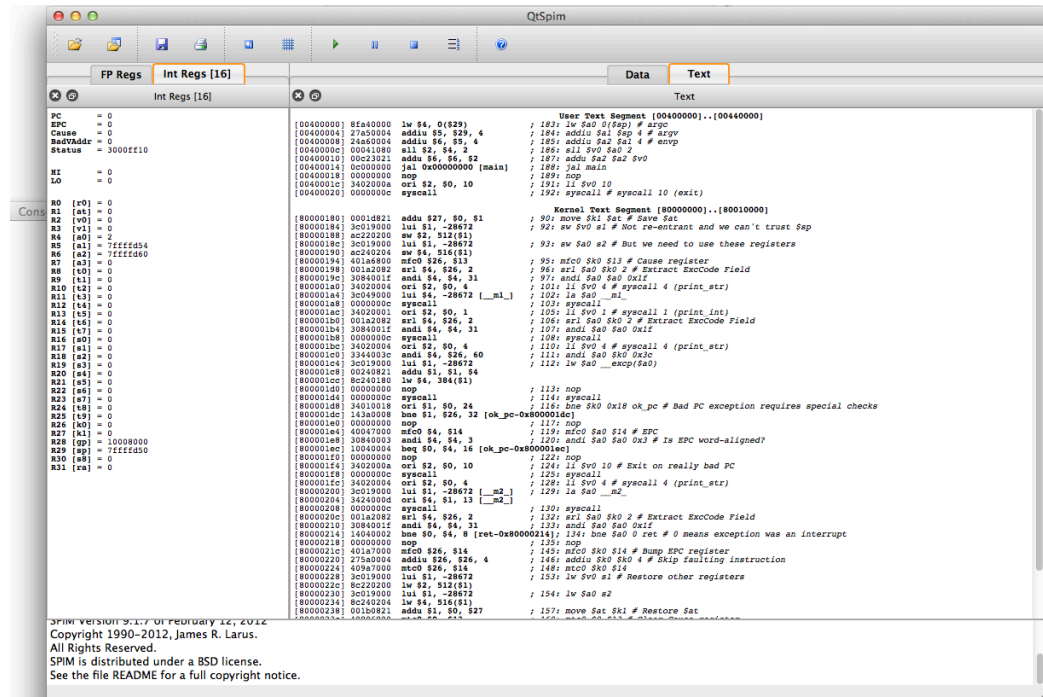 QtSpim
FP Regs
Int Regs [16]
Data
Text
Int Regs [16]
Text
Cons
PC = 0
EPC = 0
Cause = 0
BadVAddr = 0
Status = 3000ff10
HI = 0
LO = 0
R0 [r0] = 0
R1 [at] = 0
R2 [v0] = 0
R3 [v1] = 0
R4 [a0] = 2
R5 [a1] = 7ffffd54
R6 [a2] = 7ffffd60
R7 [a3] = 0
R8 [t0] = 0
R9 [t1] = 0
R10 [t2] = 0
R11 [t3] = 0
R12 [t4] = 0
R13 [t5] = 0
R14 [t6] = 0
R15 [t7] = 0
R16 [s0] = 0
R17 [s1] = 0
R18 [s2] = 0
R19 [s3] = 0
R20 [s4] = 0
R21 [s5] = 0
R22 [s6] = 0
R23 [s7] = 0
R24 [t8] = 0
R25 [t9] = 0
R26 [k0] = 0
R27 [k1] = 0
R28 [gp] = 10008000
R29 [sp] = 7ffffd50
R30 [s8] = 0
R31 [ra] = 0
User Text Segment [00400000]..[00440000]
[00400000] 8fa40000 lw $4, 0($29) ; 183: lw $a0 0($sp) # argc
[00400004] 27a50004 addiu $5, $29, 4 ; 184: addiu $a1 $sp 4 # argv
[00400008] 24a60004 addiu $6, $5, 4 ; 185: addiu $a2 $a1 4 # envp
[0040000c] 00041080 sll $2, $4, 2 ; 186: sll $v0 $a0 2
[00400010] 00c23021 addu $6, $6, $2 ; 187: addu $a2 $a2 $v0
[00400014] 0c000000 jal 0x00000000 [main] ; 188: jal main
[00400018] 00000000 nop ; 189: nop
[0040001c] 3402000a ori $2, $0, 10 ; 191: li $v0 10
[00400020] 0000000c syscall ; 192: syscall # syscall 10 (exit)
Kernel Text Segment [80000000]..[80010000]
[80000180] 0001d821 addu $27, $0, $1 ; 90: move $k1 $at # Save $at
[80000184] 3c019000 lui $1, -28672 ; 92: sw $v0 s1 # Not re-entrant and we can't trust $sp
[80000188] ac220200 sw $2, 512($1)
[8000018c] 3c019000 lui $1, -28672 ; 93: sw $a0 s2 # But we need to use these registers
[80000190] ac240204 sw $4, 516($1)
[80000194] 401a6800 mfc0 $26, $13 ; 95: mfc0 $k0 $13 # Cause register
[80000198] 001a2082 srl $4, $26, 2 ; 96: srl $a0 $k0 2 # Extract ExcCode Field
[8000019c] 3084001f andi $4, $4, 31 ; 97: andi $a0 $a0 0x1f
[800001a0] 34020004 ori $2, $0, 4 ; 101: li $v0 4 # syscall 4 (print_str)
[800001a4] 3c049000 lui $4, -28672 [__m1_] ; 102: la $a0 __m1_
[800001a8] 0000000c syscall ; 103: syscall
[800001ac] 34020001 ori $2, $0, 1 ; 105: li $v0 1 # syscall 1 (print_int)
[800001b0] 001a2082 srl $4, $26, 2 ; 106: srl $a0 $k0 2 # Extract ExcCode Field
[800001b4] 3084001f andi $4, $4, 31 ; 107: andi $a0 $a0 0x1f
[800001b8] 0000000c syscall ; 108: syscall
[800001bc] 34020004 ori $2, $0, 4 ; 110: li $v0 4 # syscall 4 (print_str)
[800001c0] 3344003c andi $4, $26, 60 ; 111: andi $a0 $k0 0x3c
[800001c4] 3c019000 lui $1, -28672 ; 112: lw $a0 __excp($a0)
[800001c8] 00240821 addu $1, $1, $4
[800001cc] 8c240180 lw $4, 384($1)
[800001d0] 00000000 nop ; 113: nop
[800001d4] 0000000c syscall ; 114: syscall
[800001d8] 34010018 ori $1, $0, 24 ; 116: bne $k0 0x18 ok_pc # Bad PC exception requires special checks
[800001dc] 143a0008 bne $1, $26, 32 [ok_pc-0x800001dc]
[800001e0] 00000000 nop ; 117: nop
[800001e4] 40047000 mfc0 $4, $14 ; 119: mfc0 $a0 $14 # EPC
[800001e8] 30840003 andi $4, $4, 3 ; 120: andi $a0 $a0 0x3 # Is EPC word-aligned?
[800001ec] 10040004 beq $0, $4, 16 [ok_pc-0x800001ec]
[800001f0] 00000000 nop ; 122: nop
[800001f4] 3402000a ori $2, $0, 10 ; 124: li $v0 10 # Exit on really bad PC
[800001f8] 0000000c syscall ; 125: syscall
[800001fc] 34020004 ori $2, $0, 4 ; 128: li $v0 4 # syscall 4 (print_str)
[80000200] 3c019000 lui $1, -28672 [__m2_] ; 129: la $a0 __m2_
[80000204] 3424000d ori $4, $1, 13 [__m2_]
[80000208] 0000000c syscall ; 130: syscall
[8000020c] 001a2082 srl $4, $26, 2 ; 132: srl $a0 $k0 2 # Extract ExcCode Field
[80000210] 3084001f andi $4, $4, 31 ; 133: andi $a0 $a0 0x1f
[80000214] 14040002 bne $0, $4, 8 [ret-0x80000214]; 134: bne $a0 0 ret # 0 means exception was an interrupt
[80000218] 00000000 nop ; 135: nop
[8000021c] 401a7000 mfc0 $26, $14 ; 145: mfc0 $k0 $14 # Bump EPC register
[80000220] 275a0004 addiu $26, $26, 4 ; 146: addiu $k0 $k0 4 # Skip faulting instruction
[80000224] 409a7000 mtc0 $26, $14 ; 148: mtc0 $k0 $14
[80000228] 3c019000 lui $1, -28672 ; 153: lw $v0 s1 # Restore other registers
[8000022c] 8c220200 lw $2, 512($1)
[80000230] 3c019000 lui $1, -28672 ; 154: lw $a0 s2
[80000234] 8c240204 lw $4, 516($1)
[80000238] 001b0821 addu $1, $0, $27 ; 157: move $at $k1 # Restore $at
SPIM Version 9.1.7 of February 12, 2012
Copyright 1990-2012, James R. Larus.
All Rights Reserved.
SPIM is distributed under a BSD license.
See the file README for a full copyright notice.